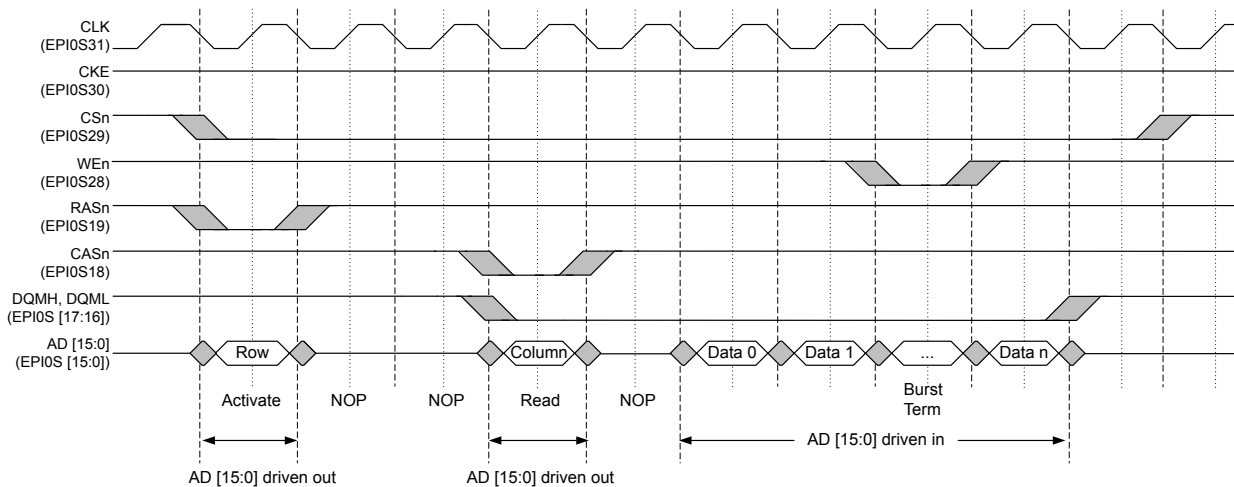 CLK
(EPI0S31)
CKE
(EPI0S30)
CSn
(EPI0S29)
WEn
(EPI0S28)
RASn
(EPI0S19)
CASn
(EPI0S18)
DQMH, DQML
(EPI0S [17:16])
AD [15:0]
(EPI0S [15:0])
Row
Column
Data 0
Data 1
...
Data n
Activate
NOP
NOP
Read
NOP
Burst
Term
AD [15:0] driven in
AD [15:0] driven out
AD [15:0] driven out